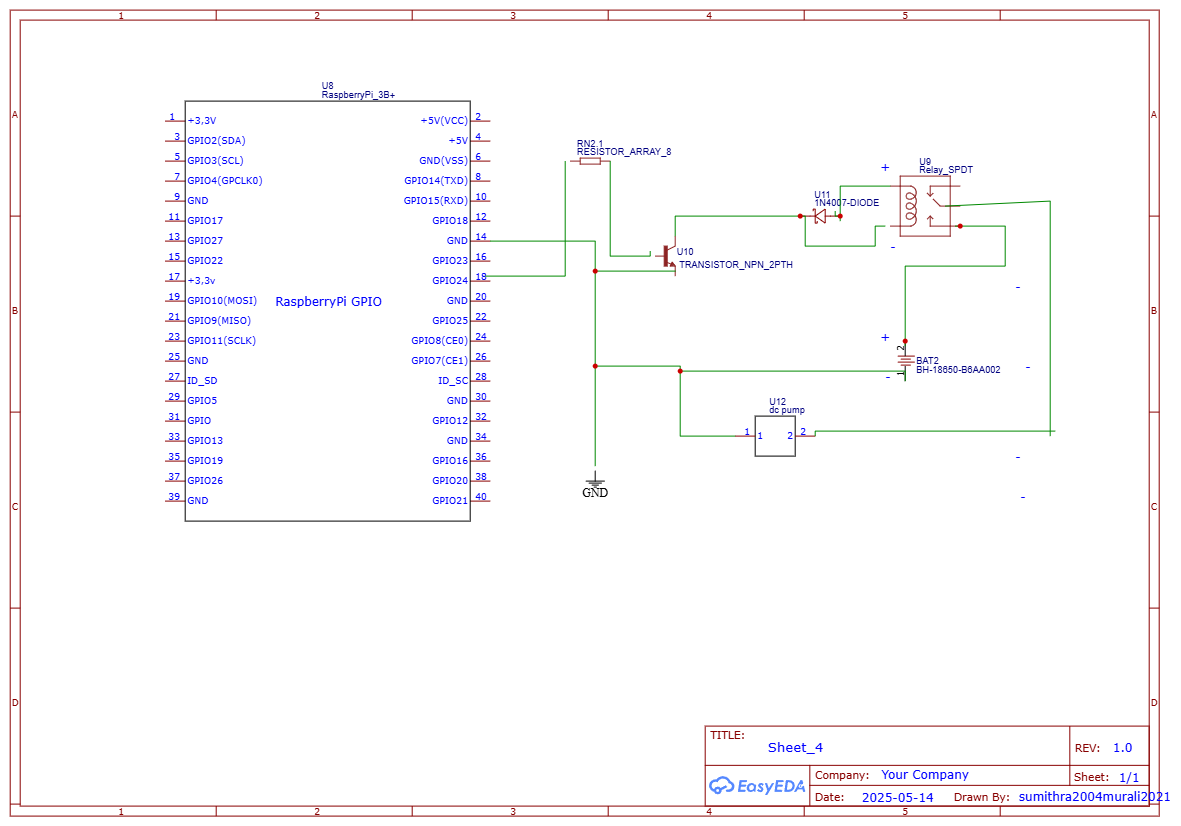 1 2 3 4 5
A A
B B
C C
D D
U8
RaspberryPi_3B+
1 +3,3V +5V(VCC) 2
3 GPIO2(SDA) +5V 4
5 GPIO3(SCL) GND(VSS) 6
7 GPIO4(GPCLK0) GPIO14(TXD) 8
9 GND GPIO15(RXD) 10
11 GPIO17 GPIO18 12
13 GPIO27 GND 14
15 GPIO22 GPIO23 16
17 +3,3v GPIO24 18
19 GPIO10(MOSI) GND 20
21 GPIO9(MISO) GPIO25 22
23 GPIO11(SCLK) GPIO8(CE0) 24
25 GND GPIO7(CE1) 26
27 ID_SD ID_SC 28
29 GPIO5 GND 30
31 GPIO GPIO12 32
33 GPIO13 GND 34
35 GPIO19 GPIO16 36
37 GPIO26 GPIO20 38
39 GND GPIO21 40
RaspberryPi GPIO
RN2.1
RESISTOR_ARRAY_8
U10
TRANSISTOR_NPN_2PTH
U11
1N4007-DIODE
+
U9
Relay_SPDT
-
-
+
2
BAT2
BH-18650-B6AA002
1
-
-
U12
dc pump
1 1 2 2
-
-
GND
TITLE:
Sheet_4
REV: 1.0
EasyEDA
Company: Your Company
Sheet: 1/1
Date: 2025-05-14 Drawn By: sumithra2004murali2021
1 2 3 4 5